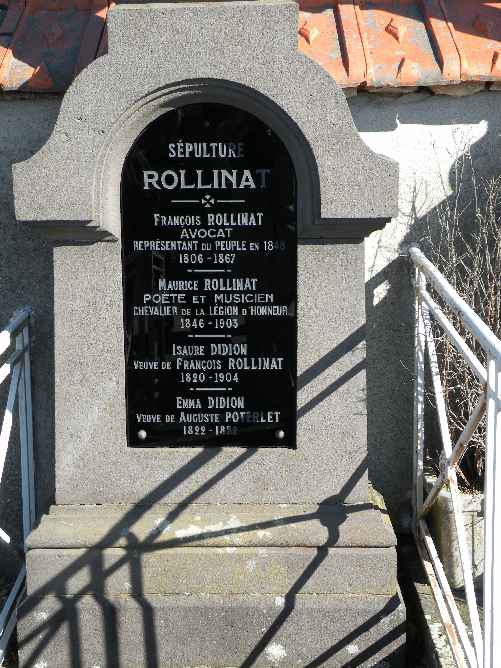 SÉPULTURE
ROLLINAT
FRANÇOIS ROLLINAT
AVOCAT
REPRÉSENTANT DU PEUPLE EN 1848
1806 - 1867
MAURICE ROLLINAT
POÈTE ET MUSICIEN
CHEVALIER DE LA LÉGION D'HONNEUR
1846 - 1903
ISAURE DIDION
VEUVE DE FRANÇOIS ROLLINAT
1820 - 1904
EMMA DIDION
VEUVE DE AUGUSTE POTERLET
1822 -